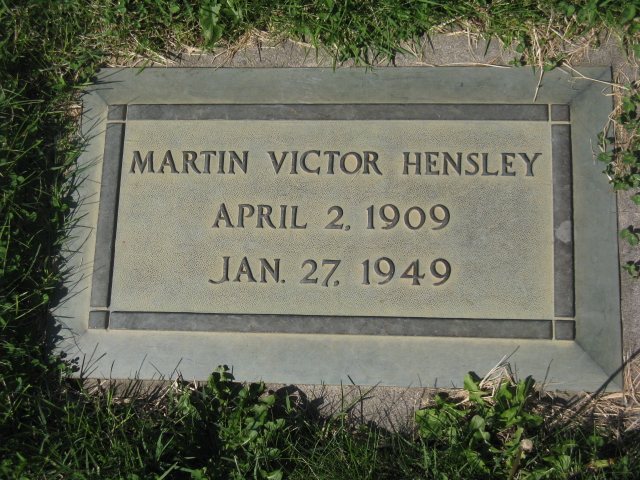 MARTIN VICTOR HENSLEY
APRIL 2, 1909
JAN. 27, 1949